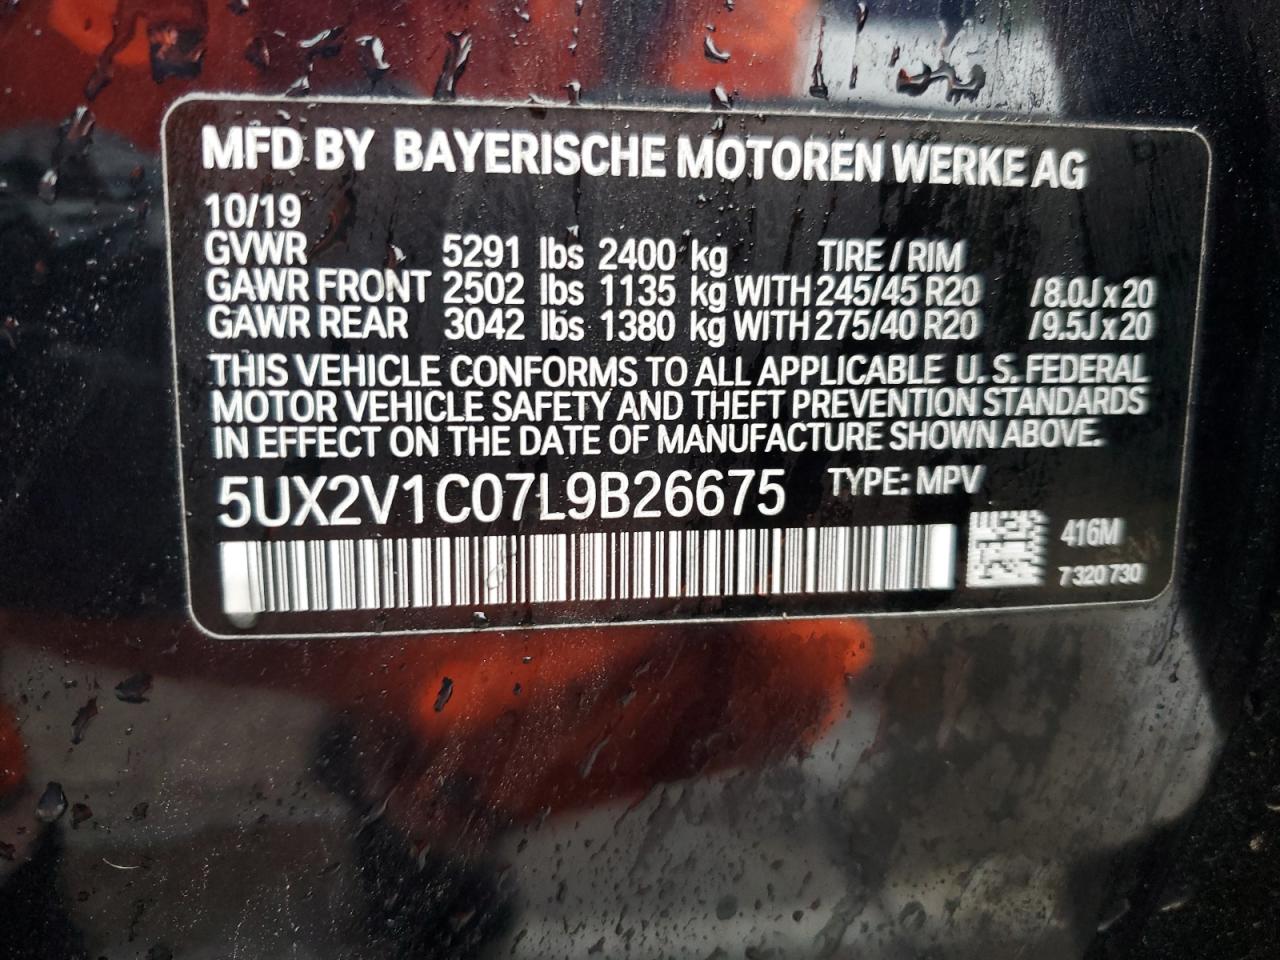 MFD BY BAYERISCHE MOTOREN WERKE AG
10/19
GVWR 5291 lbs 2400 kg TIRE / RIM
GAWR FRONT 2502 lbs 1135 kg WITH 245/45 R20 /8.0J x 20
GAWR REAR 3042 lbs 1380 kg WITH 275/40 R20 /9.5J x 20
THIS VEHICLE CONFORMS TO ALL APPLICABLE U. S. FEDERAL
MOTOR VEHICLE SAFETY AND THEFT PREVENTION STANDARDS
IN EFFECT ON THE DATE OF MANUFACTURE SHOWN ABOVE.
5UX2V1C07L9B26675 TYPE: MPV
416M
7 320 730